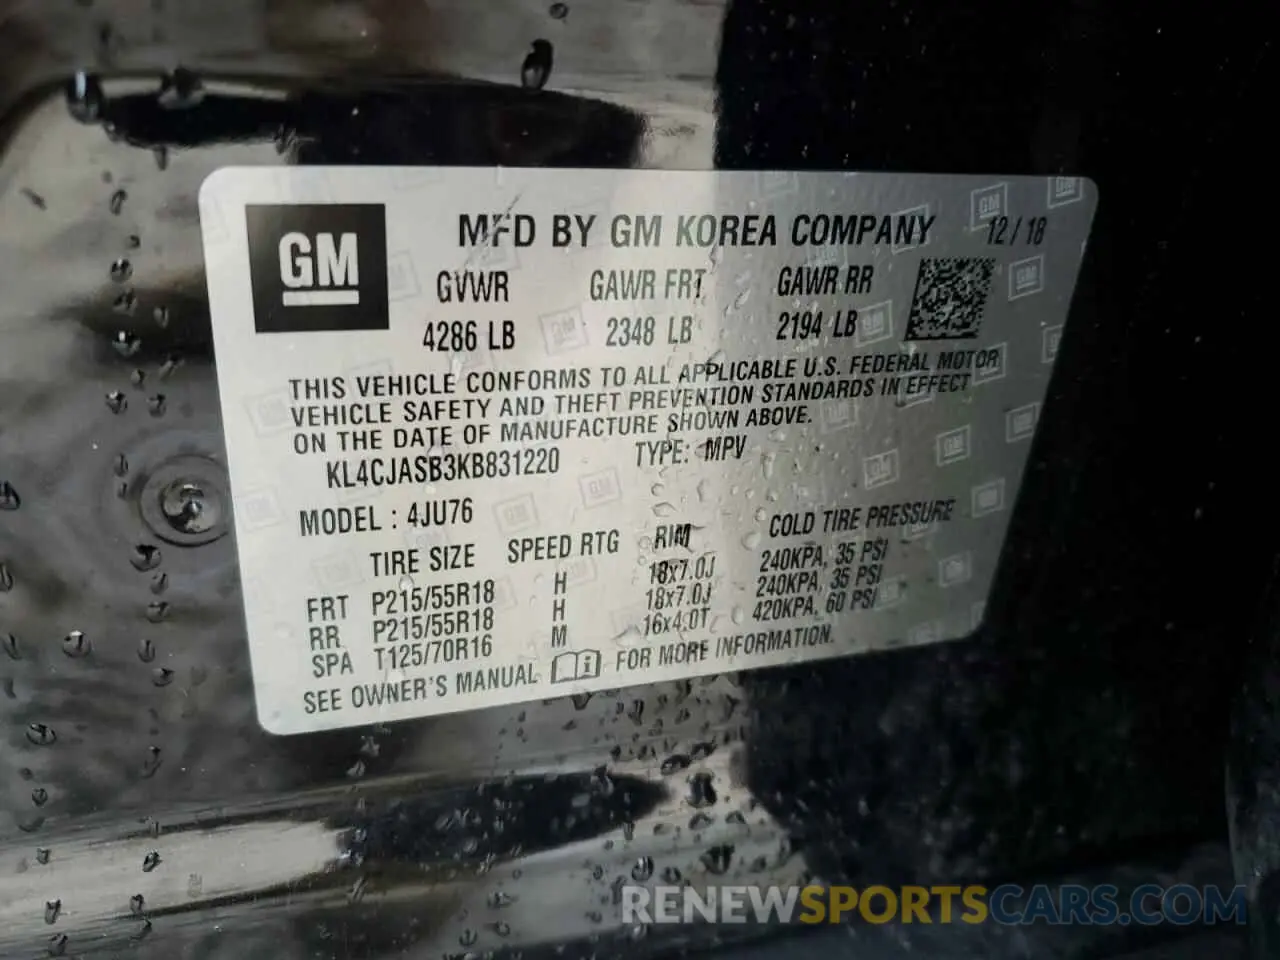 GM MFD BY GM KOREA COMPANY 12/18
GVWR GAWR FRT GAWR RR
4286 LB 2348 LB 2194 LB
THIS VEHICLE CONFORMS TO ALL APPLICABLE U.S. FEDERAL MOTOR
VEHICLE SAFETY AND THEFT PREVENTION STANDARDS IN EFFECT
ON THE DATE OF MANUFACTURE SHOWN ABOVE.
KL4CJASB3KB831220 TYPE: MPV
MODEL : 4JU76
TIRE SIZE SPEED RTG RIM COLD TIRE PRESSURE
FRT P215/55R18 H 18x7.0J 240KPA, 35 PSI
RR P215/55R18 H 18x7.0J 240KPA, 35 PSI
SPA T125/70R16 M 16x4.0T 420KPA, 60 PSI
SEE OWNER'S MANUAL FOR MORE INFORMATION.
RENEWSPORTSCARS.COM